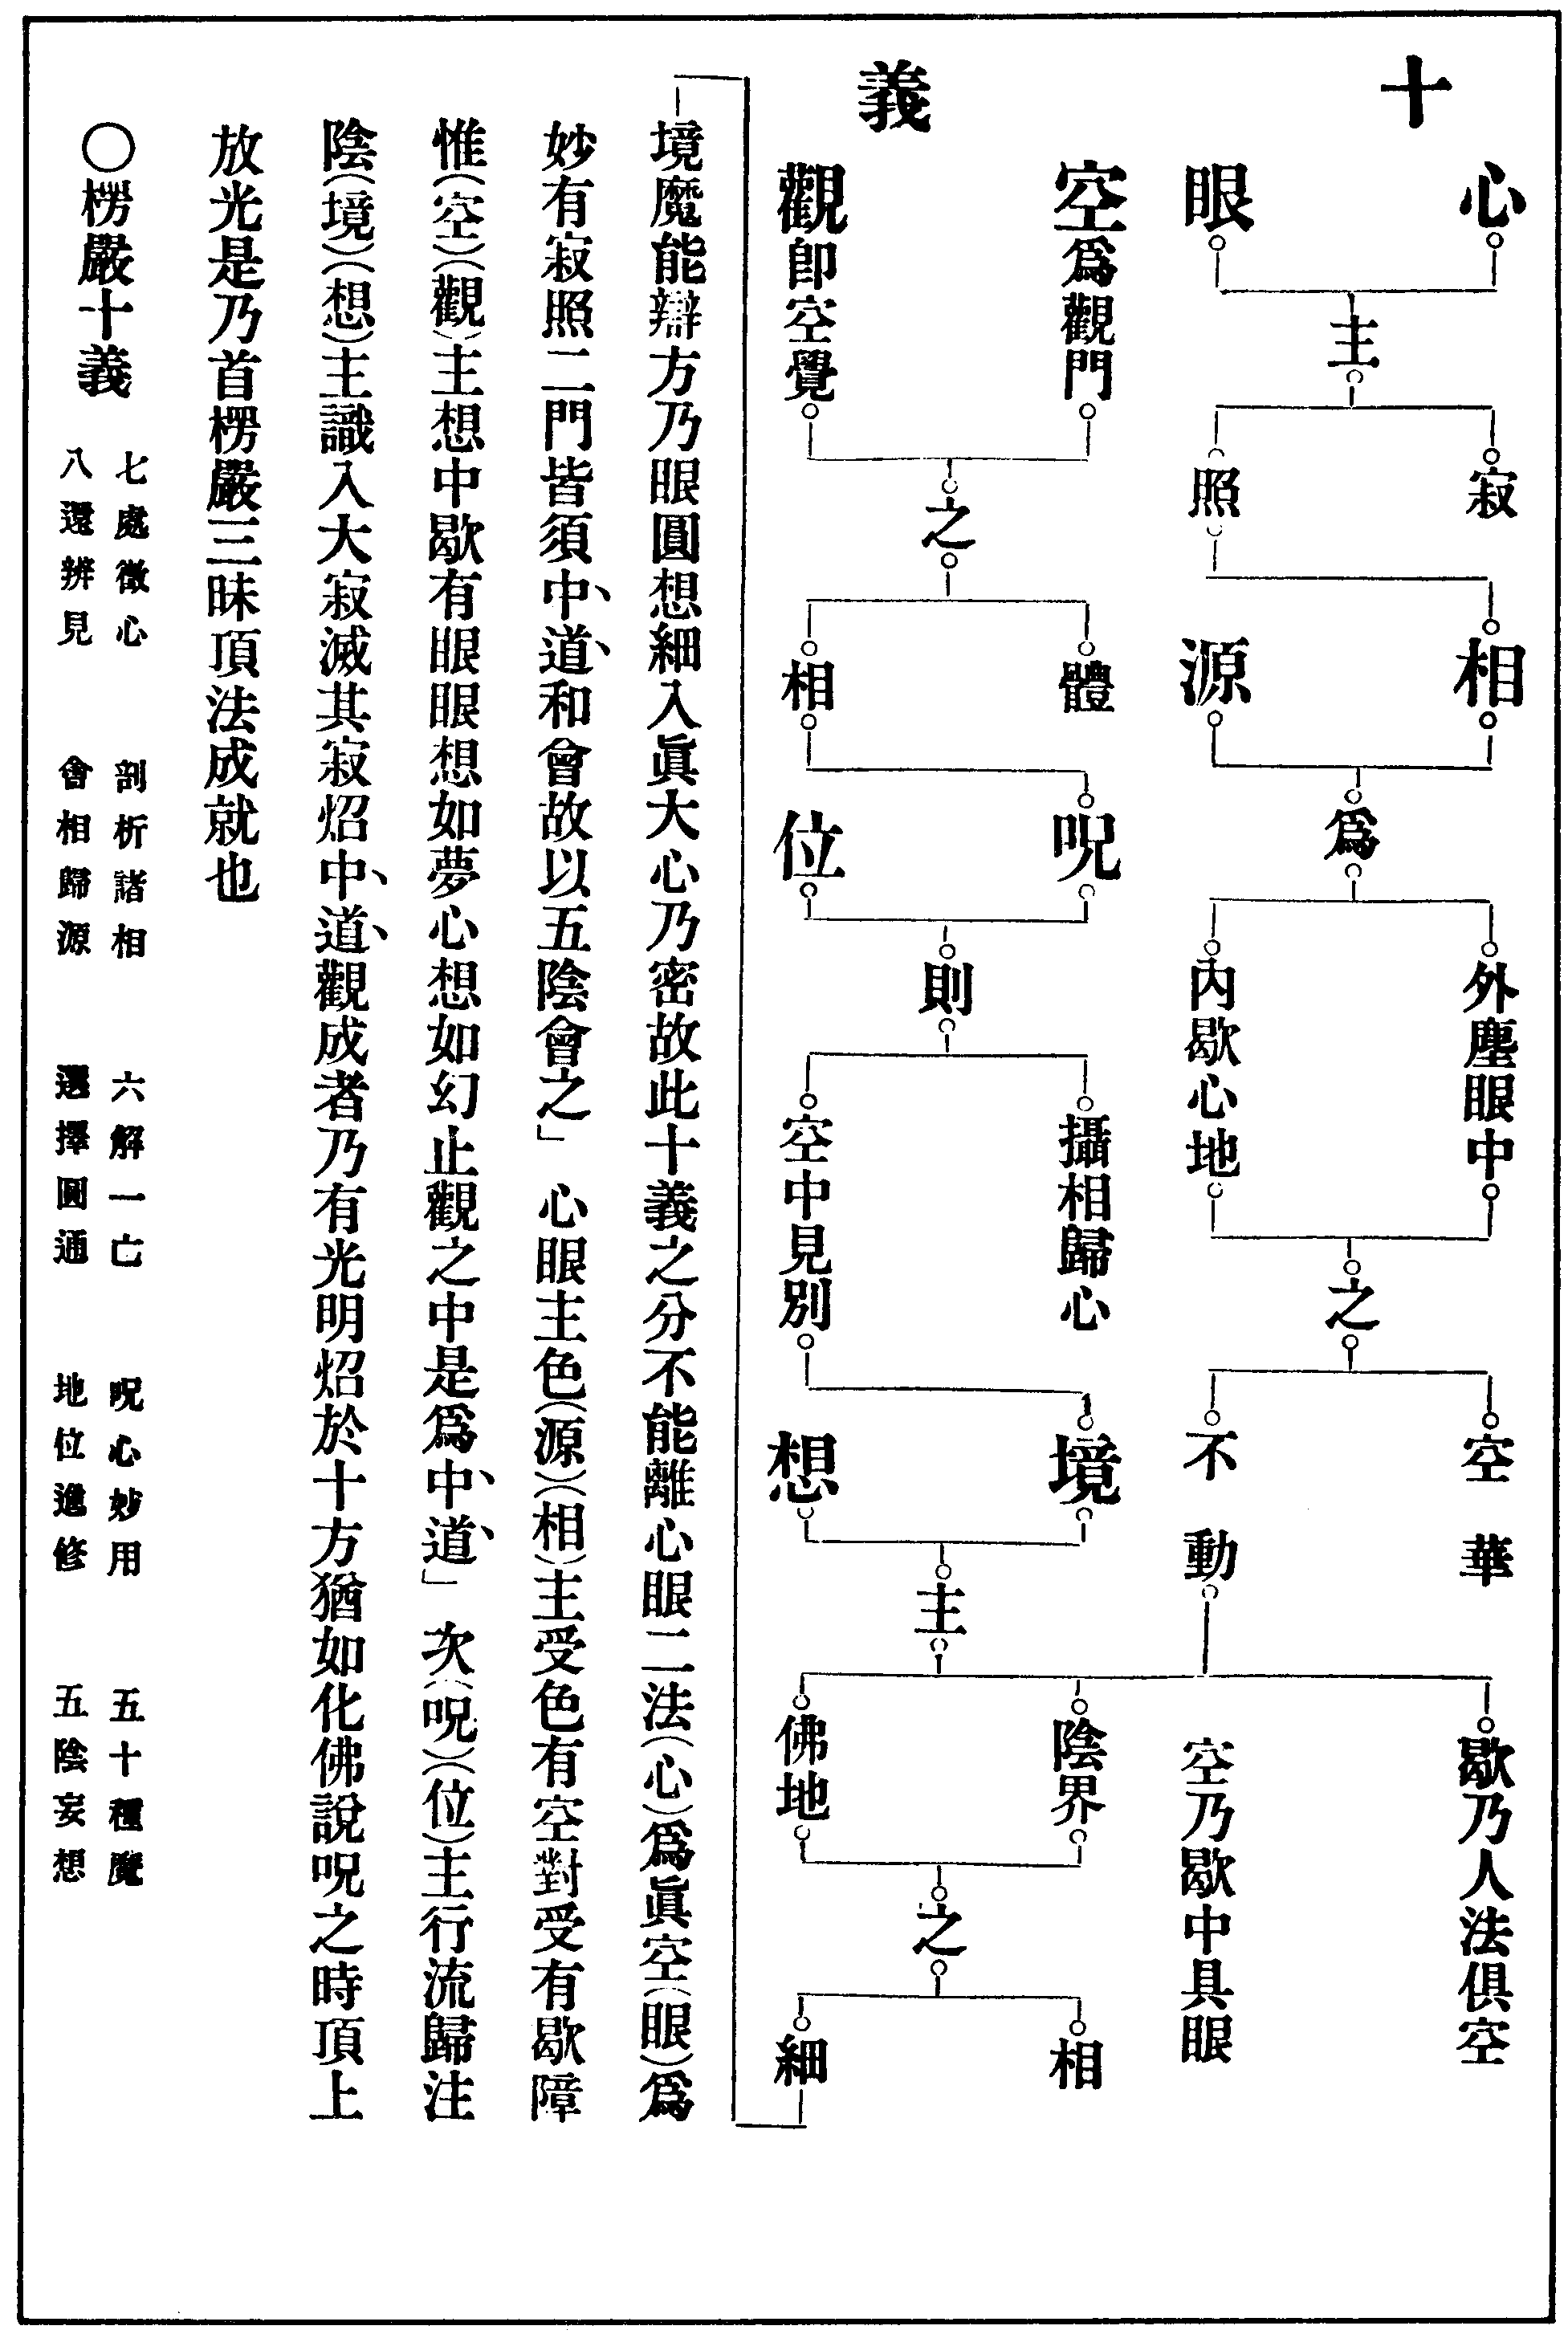 十
義
心
眼
主
寂
照
相
源
爲
外塵眼中
內歇心地
之
空華
不動
歇乃人法俱空
空乃歇中具眼
空爲觀門
觀卽空覺
之
體
相
呪
位
則
攝相歸心
空中見別
境
想
主
陰界
佛地
之
相
細
境魔能辯方乃眼圓想細入眞大心乃密故此十義之分不能離心眼二法(心)爲眞空(眼)爲
妙有寂照二門皆須中、道、和會故以五陰會之」 心眼主色(源)(相)主受色有空對受有歇障
惟(空)(觀)主想中歇有眼眼想如夢心想如幻止觀之中是爲中、道、」 次(呪)(位)主行流歸注
陰(境)(想)主識入大寂滅其寂炤中、道、觀成者乃有光明炤於十方猶如化佛說呪之時頂上
放光是乃首楞嚴三昧頂法成就也
○楞嚴十義
七處徵心
八還辨見
剖析諸相
會相歸源
六解一亡
選擇圓通
呪心妙用
地位進修
五十種魔
五陰妄想